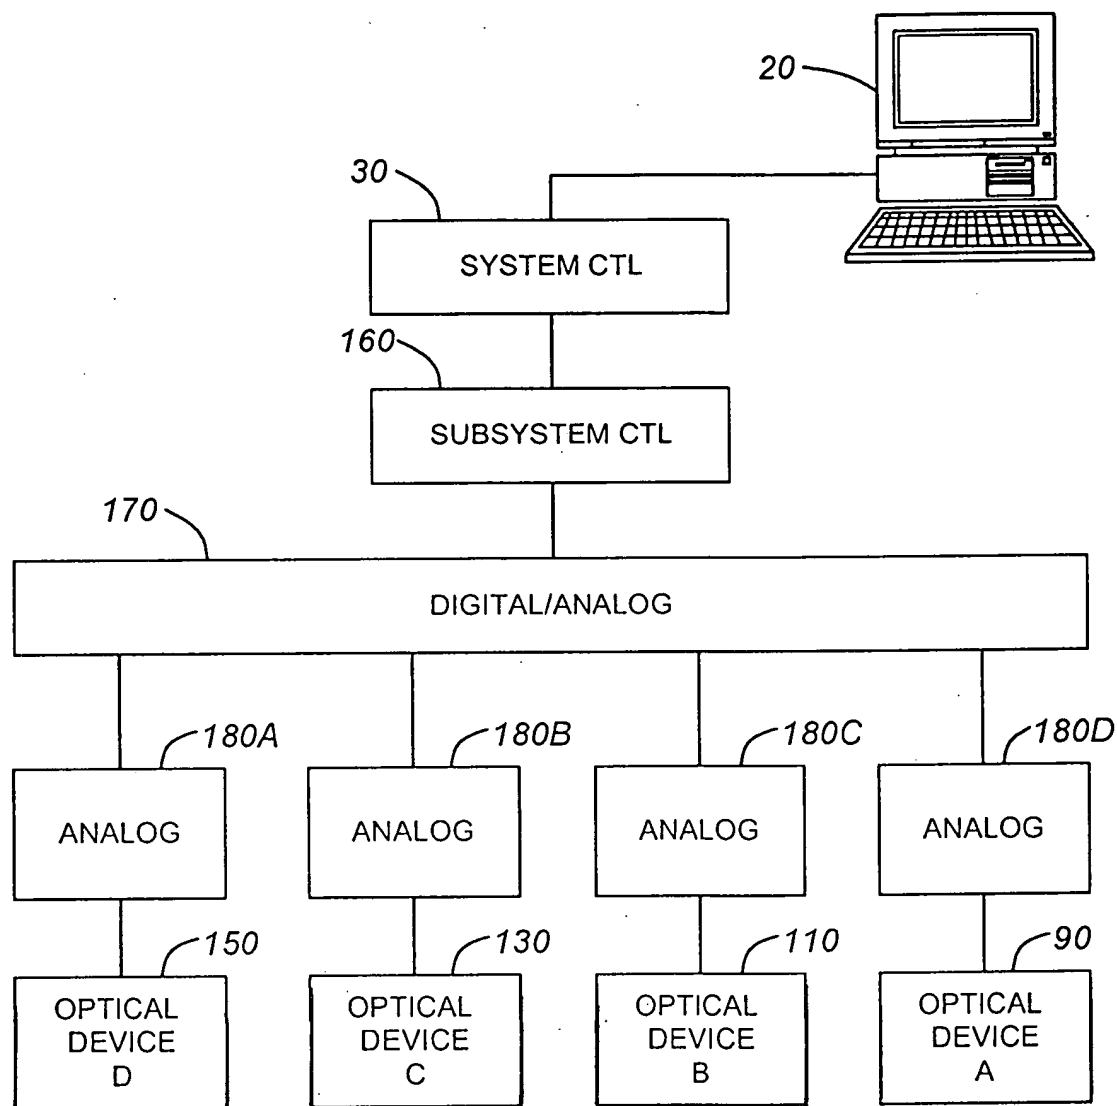 20
30
SYSTEM CTL
160
SUBSYSTEM CTL
170
DIGITAL/ANALOG
180A
180B
180C
180D
ANALOG
ANALOG
ANALOG
ANALOG
150
130
110
90
OPTICAL
DEVICE
D
OPTICAL
DEVICE
C
OPTICAL
DEVICE
B
OPTICAL
DEVICE
A